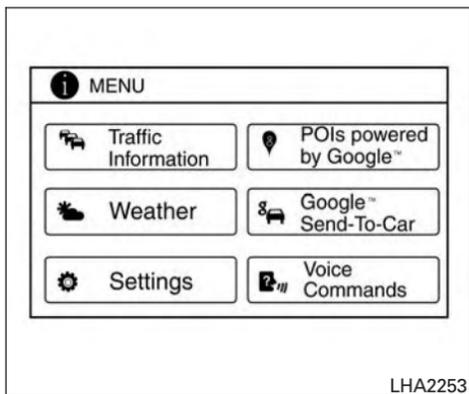 i MENU
Traffic
Information
POIs powered
by Google™
Weather
g Google™
Send-To-Car
Settings
? Voice
Commands
LHA2253